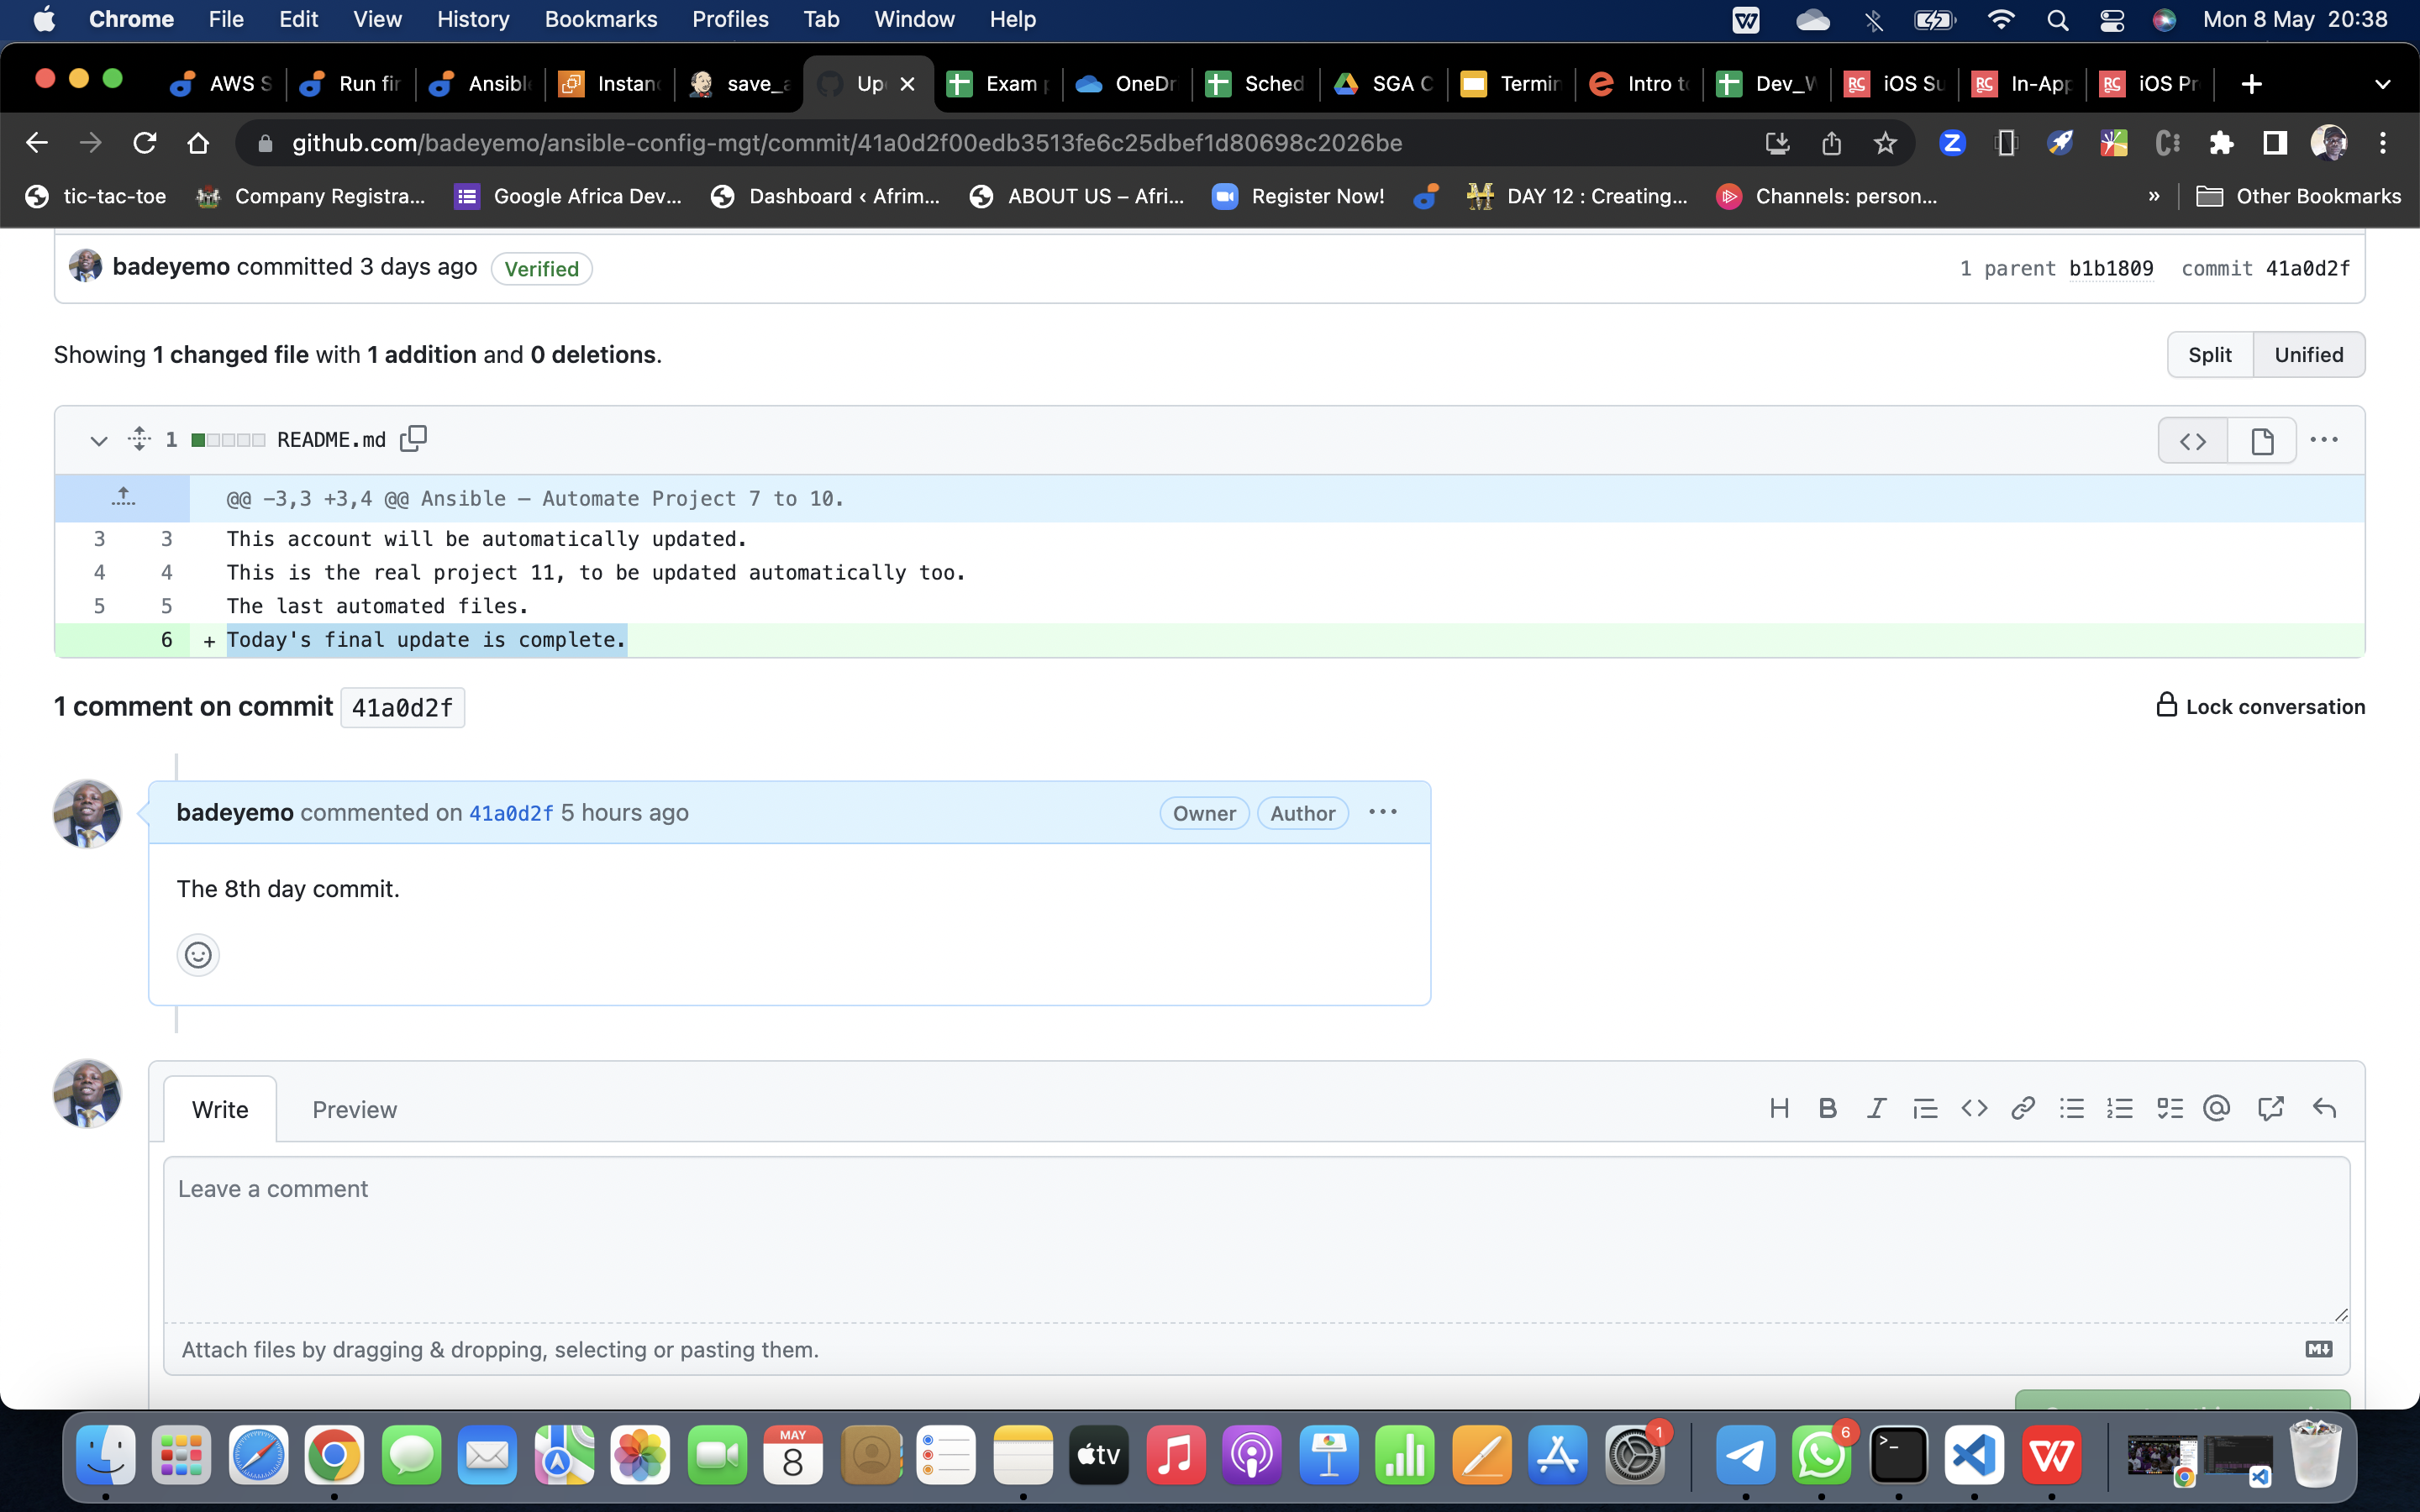 Chrome File Edit View History Bookmarks Profiles Tab Window Help Mon 8 May 20:38
AWS S Run fir Ansibl Instan save_a Up Exam p OneDr Sched SGA C Termin Intro to Dev_W iOS Su In-App iOS Pr
github.com/badeyemo/ansible-config-mgt/commit/41a0d2f00edb3513fe6c25dbef1d80698c2026be
tic-tac-toe Company Registra... Google Africa Dev... Dashboard ‹ Afrim... ABOUT US – Afri... Register Now! DAY 12 : Creating... Channels: person... » Other Bookmarks
badeyemo committed 3 days ago Verified 1 parent b1b1809 commit 41a0d2f
Showing 1 changed file with 1 addition and 0 deletions. Split Unified
1 README.md
@@ -3,3 +3,4 @@ Ansible – Automate Project 7 to 10.
3 3 This account will be automatically updated.
4 4 This is the real project 11, to be updated automatically too.
5 5 The last automated files.
6 + Today's final update is complete.
1 comment on commit 41a0d2f Lock conversation
badeyemo commented on 41a0d2f 5 hours ago Owner Author
The 8th day commit.
Write Preview
Leave a comment
Attach files by dragging & dropping, selecting or pasting them.
MAY
8
tv
1
6